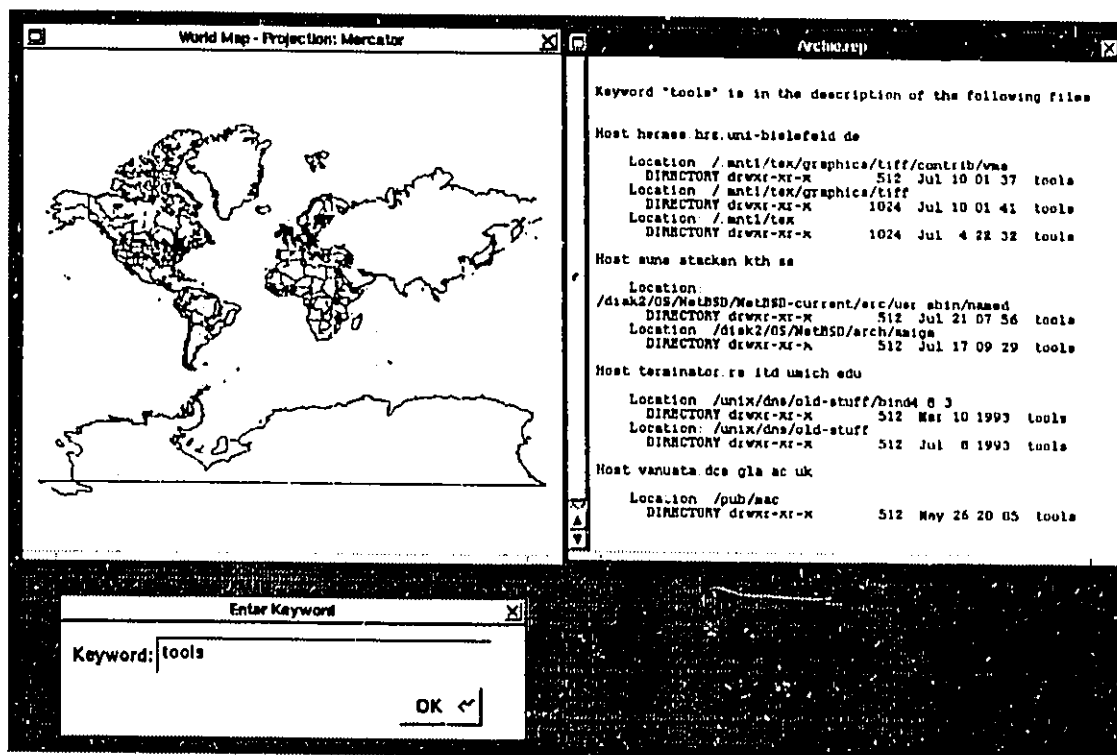 World Map - Projection: Mercator
Archie.rep
Keyword "tools" is in the description of the following files
Host hermes.hrz.uni-bielefeld de
Location /.mnt1/tex/graphics/tiff/contrib/vms
DIRECTORY drwxr-xr-x 512 Jul 10 01 37 tools
Location /.mnt1/tex/graphics/tiff
DIRECTORY drwxr-xr-x 1024 Jul 10 01 41 tools
Location /.mnt1/tex
DIRECTORY drwxr-xr-x 1024 Jul 4 22 32 tools
Host sune stacken kth se
Location:
/disk2/OS/NetBSD/NetBSD-current/src/usr sbin/named
DIRECTORY drwxr-xr-x 512 Jul 21 07 56 tools
Location /disk2/OS/NetBSD/arch/amiga
DIRECTORY drwxr-xr-x 512 Jul 17 09 29 tools
Host terminator.rs itd umich edu
Location /unix/dns/old-stuff/bind4 8 3
DIRECTORY drwxr-xr-x 512 Mar 10 1993 tools
Location: /unix/dns/old-stuff
DIRECTORY drwxr-xr-x 512 Jul 8 1993 tools
Host vanuata.dcs gla ac uk
Location /pub/mac
DIRECTORY drwxr-xr-x 512 May 26 20 05 tools
Enter Keyword
Keyword: tools
OK